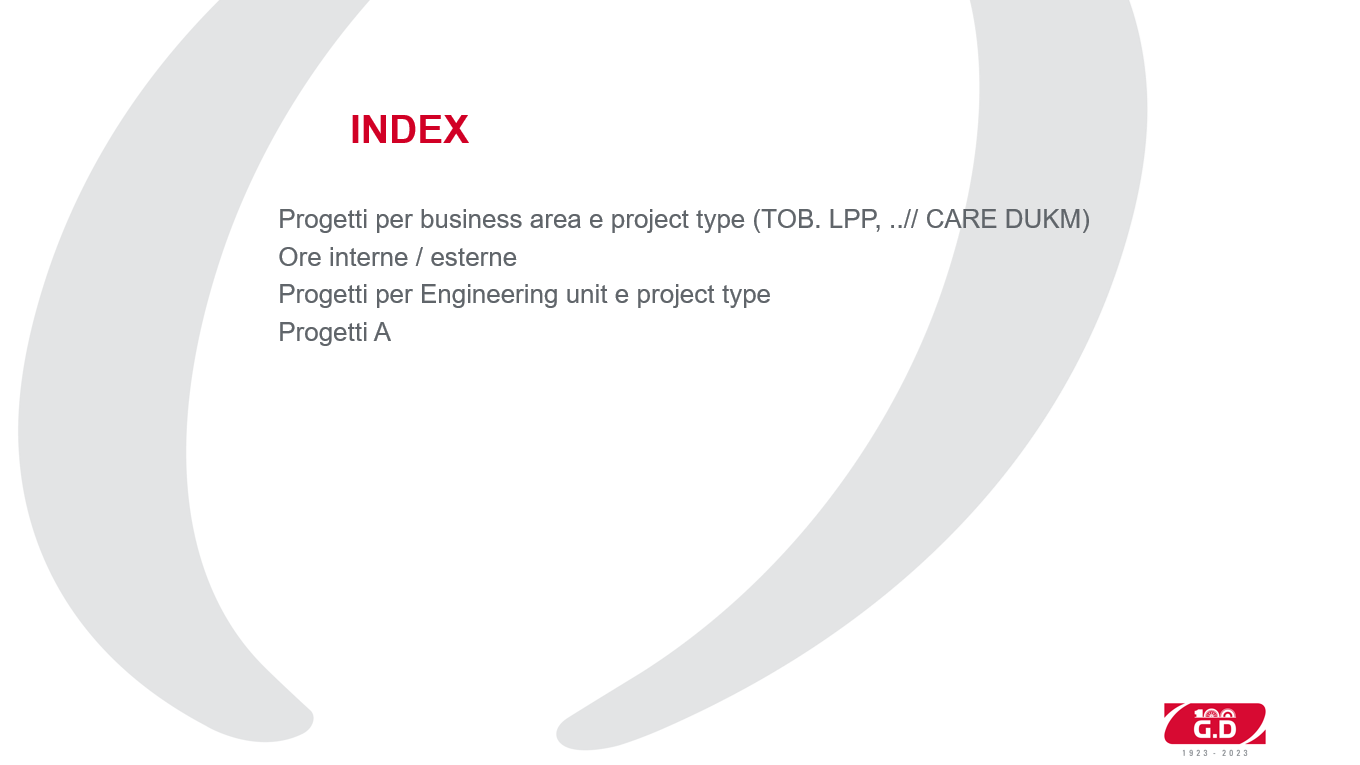 INDEX
Progetti per business area e project type (TOB. LPP, ..// CARE DUKM)
Ore interne / esterne
Progetti per Engineering unit e project type
Progetti A
100
G.D
1923 - 2023